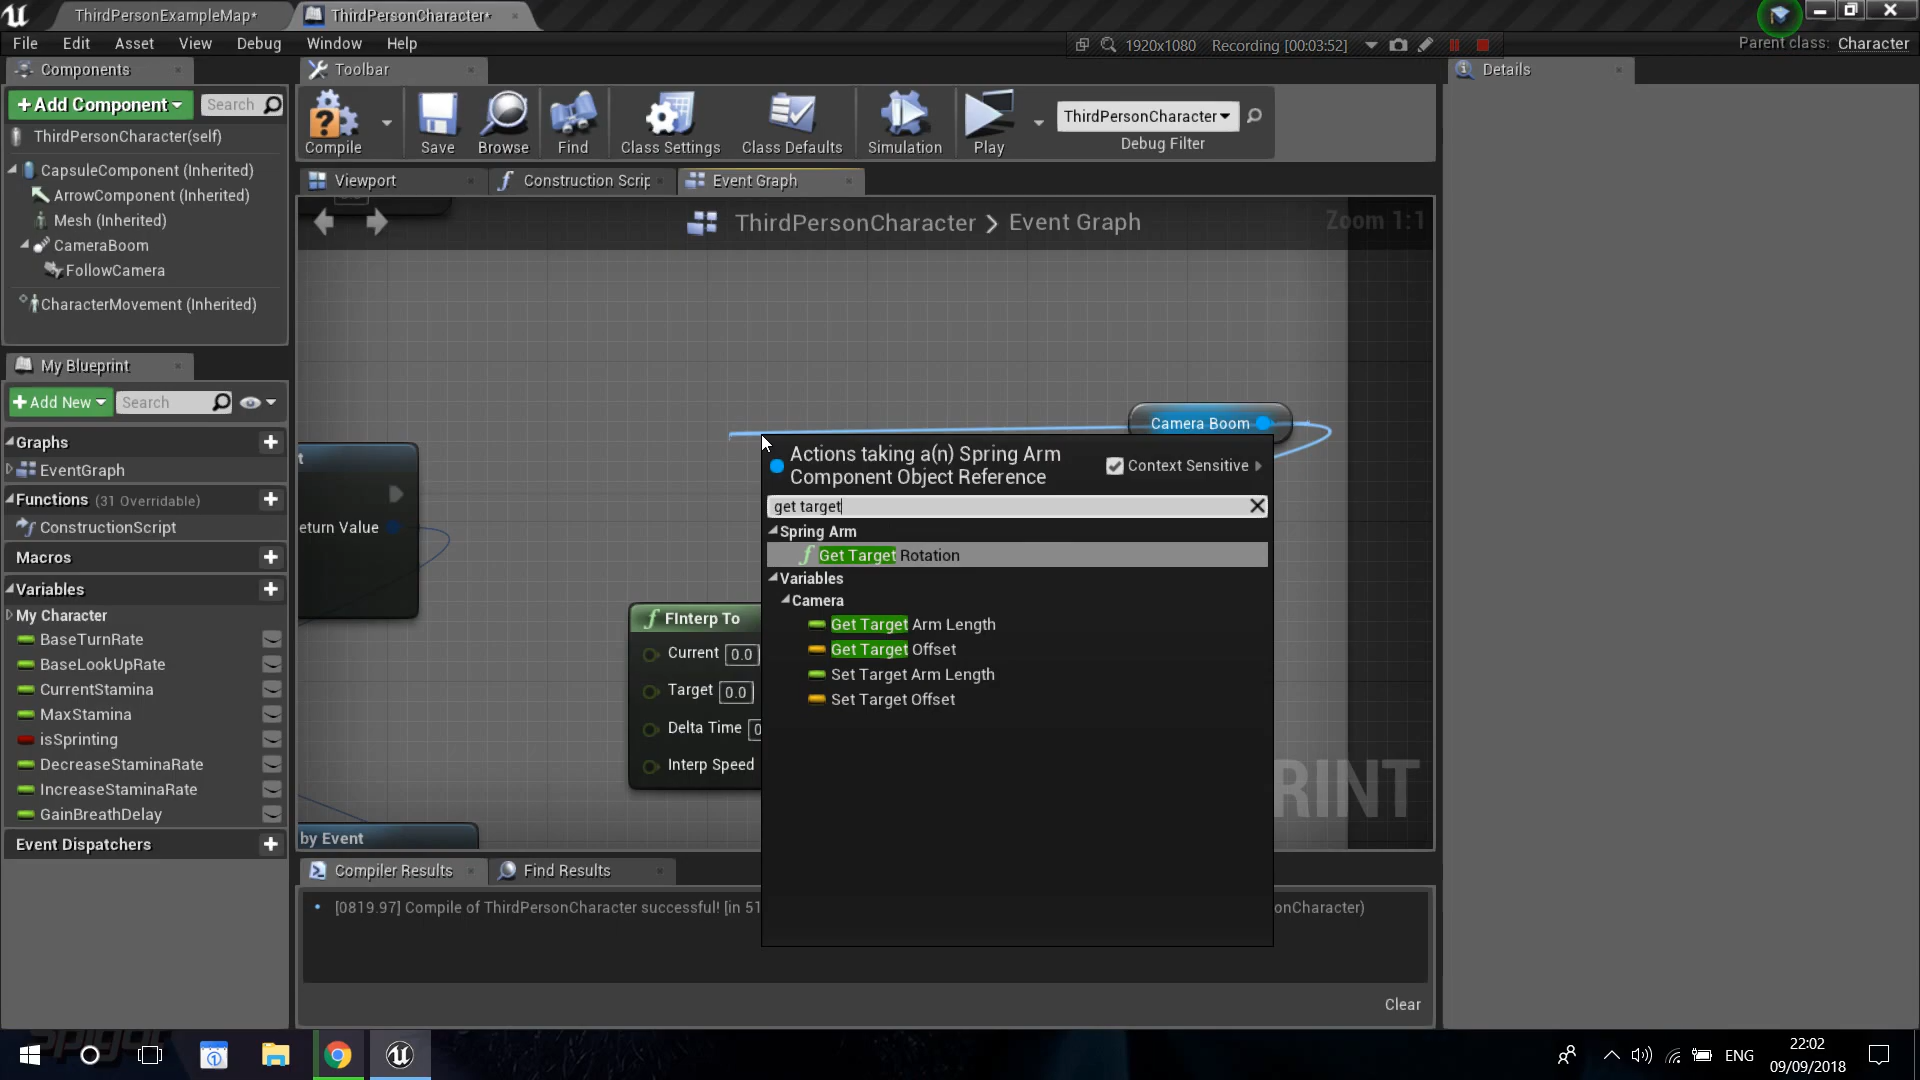 ThirdPersonExampleMap*
ThirdPersonCharacter*
File Edit Asset View Debug Window Help
1920x1080 Recording [00:03:52]
Parent class: Character
Components
Toolbar
Details
+Add Component
Search
ThirdPersonCharacter(self)
CapsuleComponent (Inherited)
ArrowComponent (Inherited)
Mesh (Inherited)
CameraBoom
FollowCamera
CharacterMovement (Inherited)
Compile
Save
Browse
Find
Class Settings
Class Defaults
Simulation
Play
ThirdPersonCharacter
Debug Filter
Viewport
Construction Scrip
Event Graph
ThirdPersonCharacter > Event Graph
Zoom 1:1
My Blueprint
+Add New
Search
Graphs
EventGraph
Functions (31 Overridable)
ConstructionScript
Macros
Variables
My Character
BaseTurnRate
BaseLookUpRate
CurrentStamina
MaxStamina
isSprinting
DecreaseStaminaRate
IncreaseStaminaRate
GainBreathDelay
Event Dispatchers
t
eturn Value
by Event
Camera Boom
FInterp To
Current 0.0
Target 0.0
Delta Time 0
Interp Speed
RINT
Actions taking a(n) Spring Arm
Component Object Reference
Context Sensitive
get target
Spring Arm
Get Target Rotation
Variables
Camera
Get Target Arm Length
Get Target Offset
Set Target Arm Length
Set Target Offset
Compiler Results
Find Results
[0819.97] Compile of ThirdPersonCharacter successful! [in 51
onCharacter)
Clear
ENG
22:02
09/09/2018